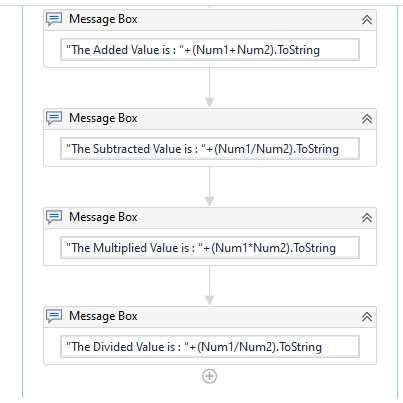 Message Box
"The Added Value is : "+(Num1+Num2).ToString
Message Box
"The Subtracted Value is : "+(Num1/Num2).ToString
Message Box
"The Multiplied Value is : "+(Num1*Num2).ToString
Message Box
"The Divided Value is : "+(Num1/Num2).ToString